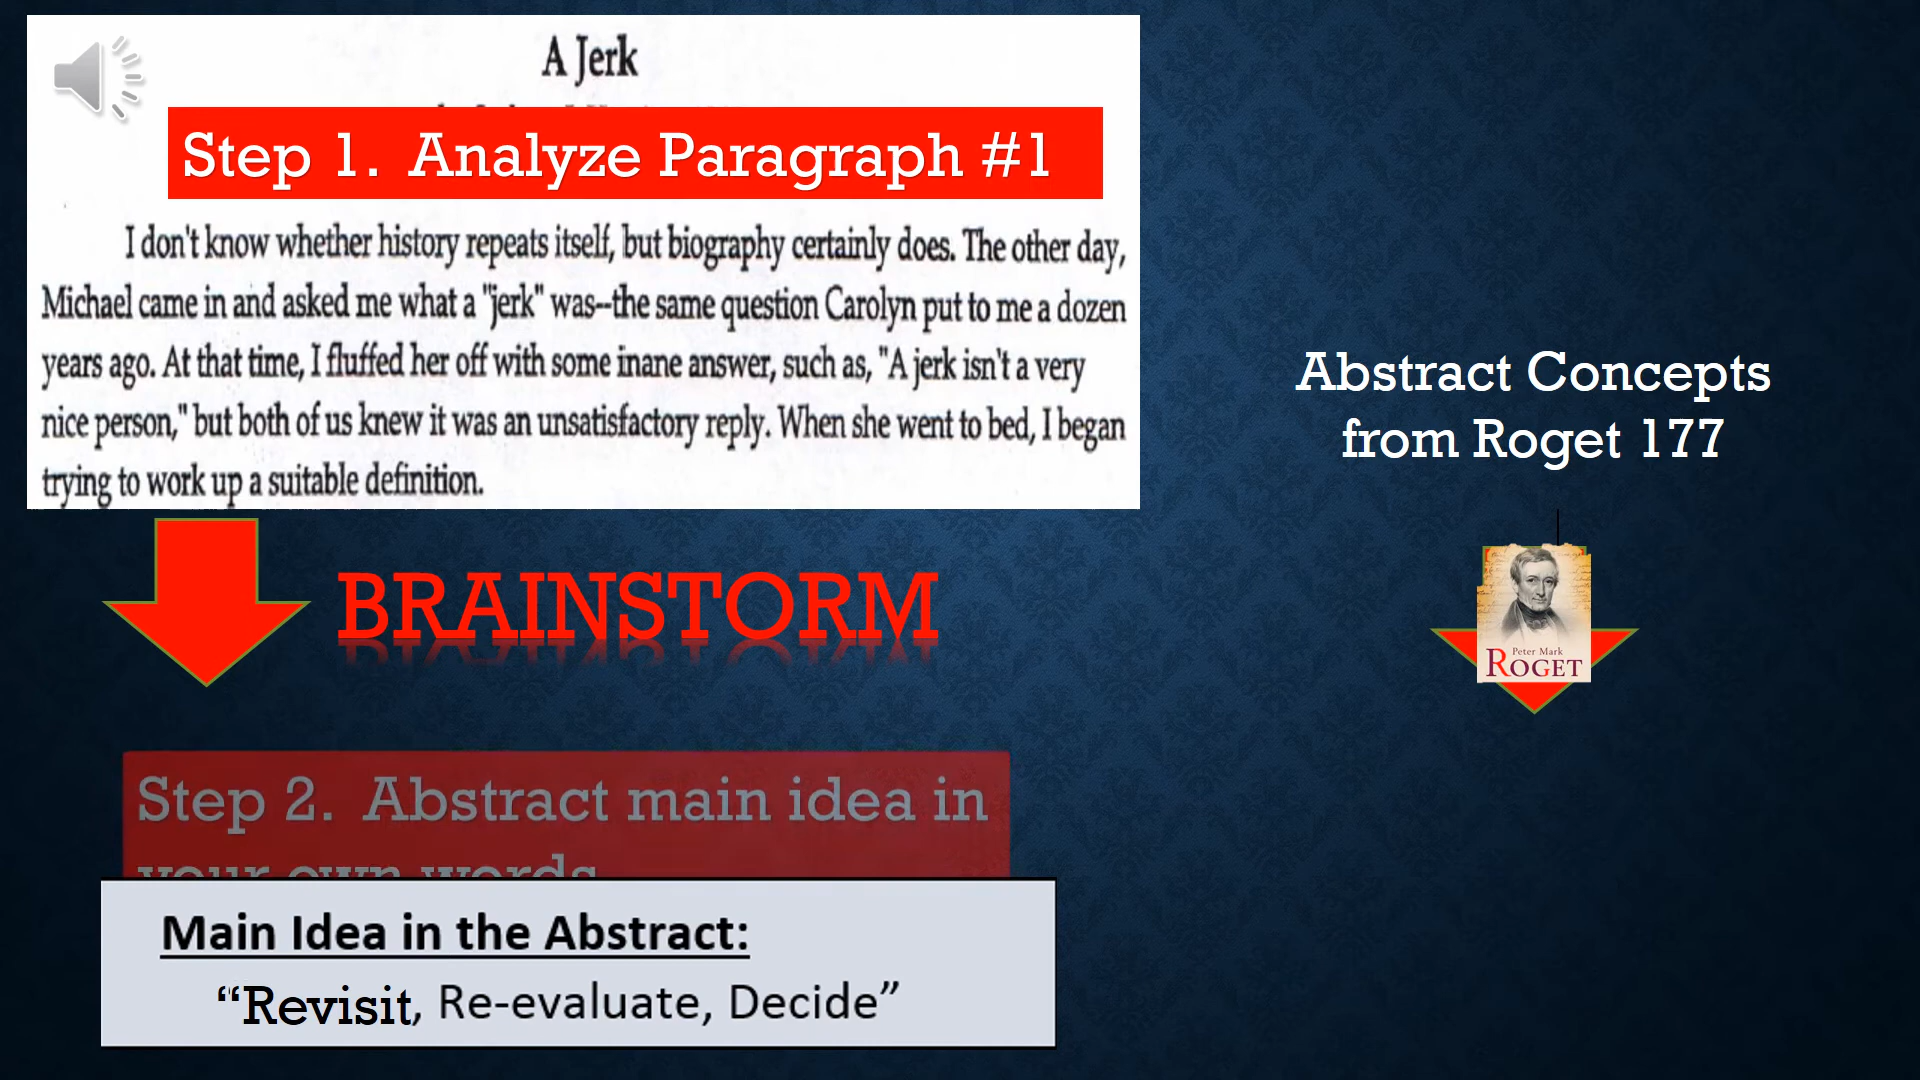 A Jerk
Step 1. Analyze Paragraph #1
I don't know whether history repeats itself, but biography certainly does. The other day,
Michael came in and asked me what a "jerk" was--the same question Carolyn put to me a dozen
years ago. At that time, I fluffed her off with some inane answer, such as, "A jerk isn't a very
nice person," but both of us knew it was an unsatisfactory reply. When she went to bed, I began
trying to work up a suitable definition.
BRAINSTORM
Step 2. Abstract main idea in
your own words
Main Idea in the Abstract:
“Revisit, Re-evaluate, Decide”
Abstract Concepts
from Roget 177
Peter Mark
ROGET